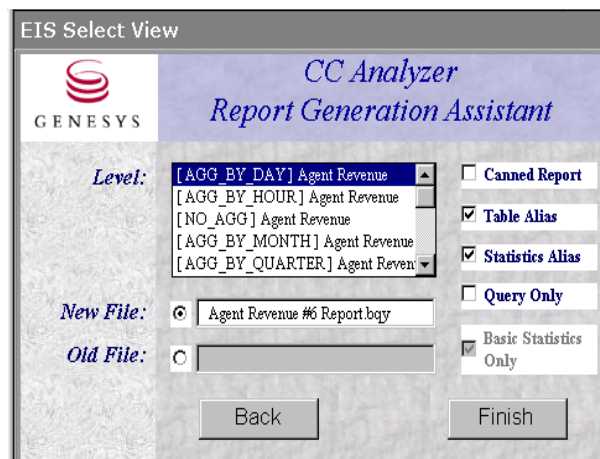 EIS Select View
GENESYS
CC Analyzer
Report Generation Assistant
Level:
[AGG_BY_DAY] Agent Revenue
[AGG_BY_HOUR] Agent Revenue
[NO_AGG] Agent Revenue
[AGG_BY_MONTH] Agent Revenue
[AGG_BY_QUARTER] Agent Reven
Canned Report
Table Alias
Statistics Alias
Query Only
Basic Statistics
Only
New File:
Agent Revenue #6 Report.bqy
Old File:
Back
Finish